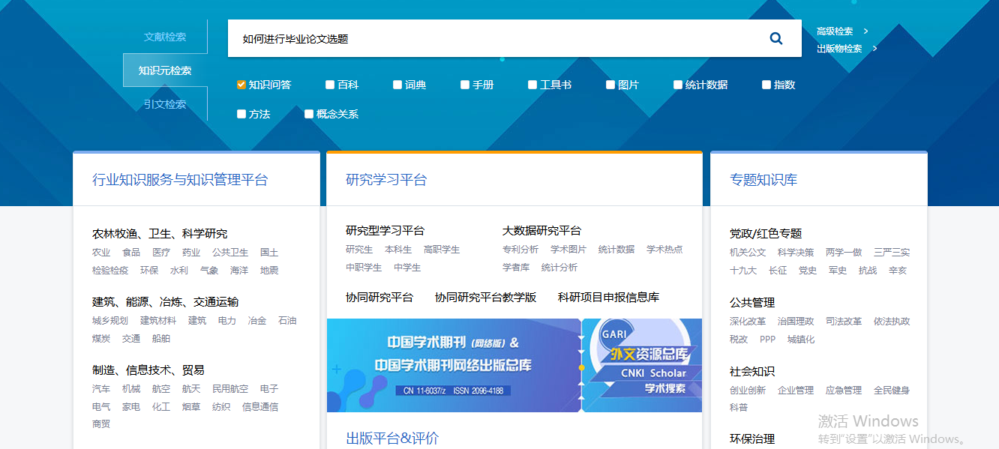 文献检索
知识元检索
引文检索
如何进行毕业论文选题
高级检索 >
出版物检索 >
知识问答 百科 词典 手册 工具书 图片 统计数据 指数
方法 概念关系
行业知识服务与知识管理平台
农林牧渔、卫生、科学研究
农业 食品 医疗 药业 公共卫生 国土
检验检疫 环保 水利 气象 海洋 地震
建筑、能源、冶炼、交通运输
城乡规划 建筑材料 建筑 电力 冶金 石油
煤炭 交通 船舶
制造、信息技术、贸易
汽车 机械 航空 航天 民用航空 电子
电气 家电 化工 烟草 纺织 信息通信
商贸
研究学习平台
研究型学习平台
研究生 本科生 高职学生
中职学生 中学生
大数据研究平台
专利分析 学术图片 统计数据 学术热点
学者库 统计分析
协同研究平台 协同研究平台教学版 科研项目申报信息库
中国学术期刊 (网络版) &
中国学术期刊网络出版总库
CN 11-6037/z ISSN 2096-4188
GARI
外文资源总库
CNKI Scholar
学术搜索
出版平台&评价
专题知识库
党政/红色专题
机关公文 科学决策 两学一做 三严三实
十九大 长征 党史 军史 抗战 辛亥
公共管理
深化改革 治国理政 司法改革 依法执政
税改 PPP 城镇化
社会知识
创业创新 企业管理 应急管理 全民健身
科普
环保治理
激活 Windows
转到“设置”以激活 Windows。